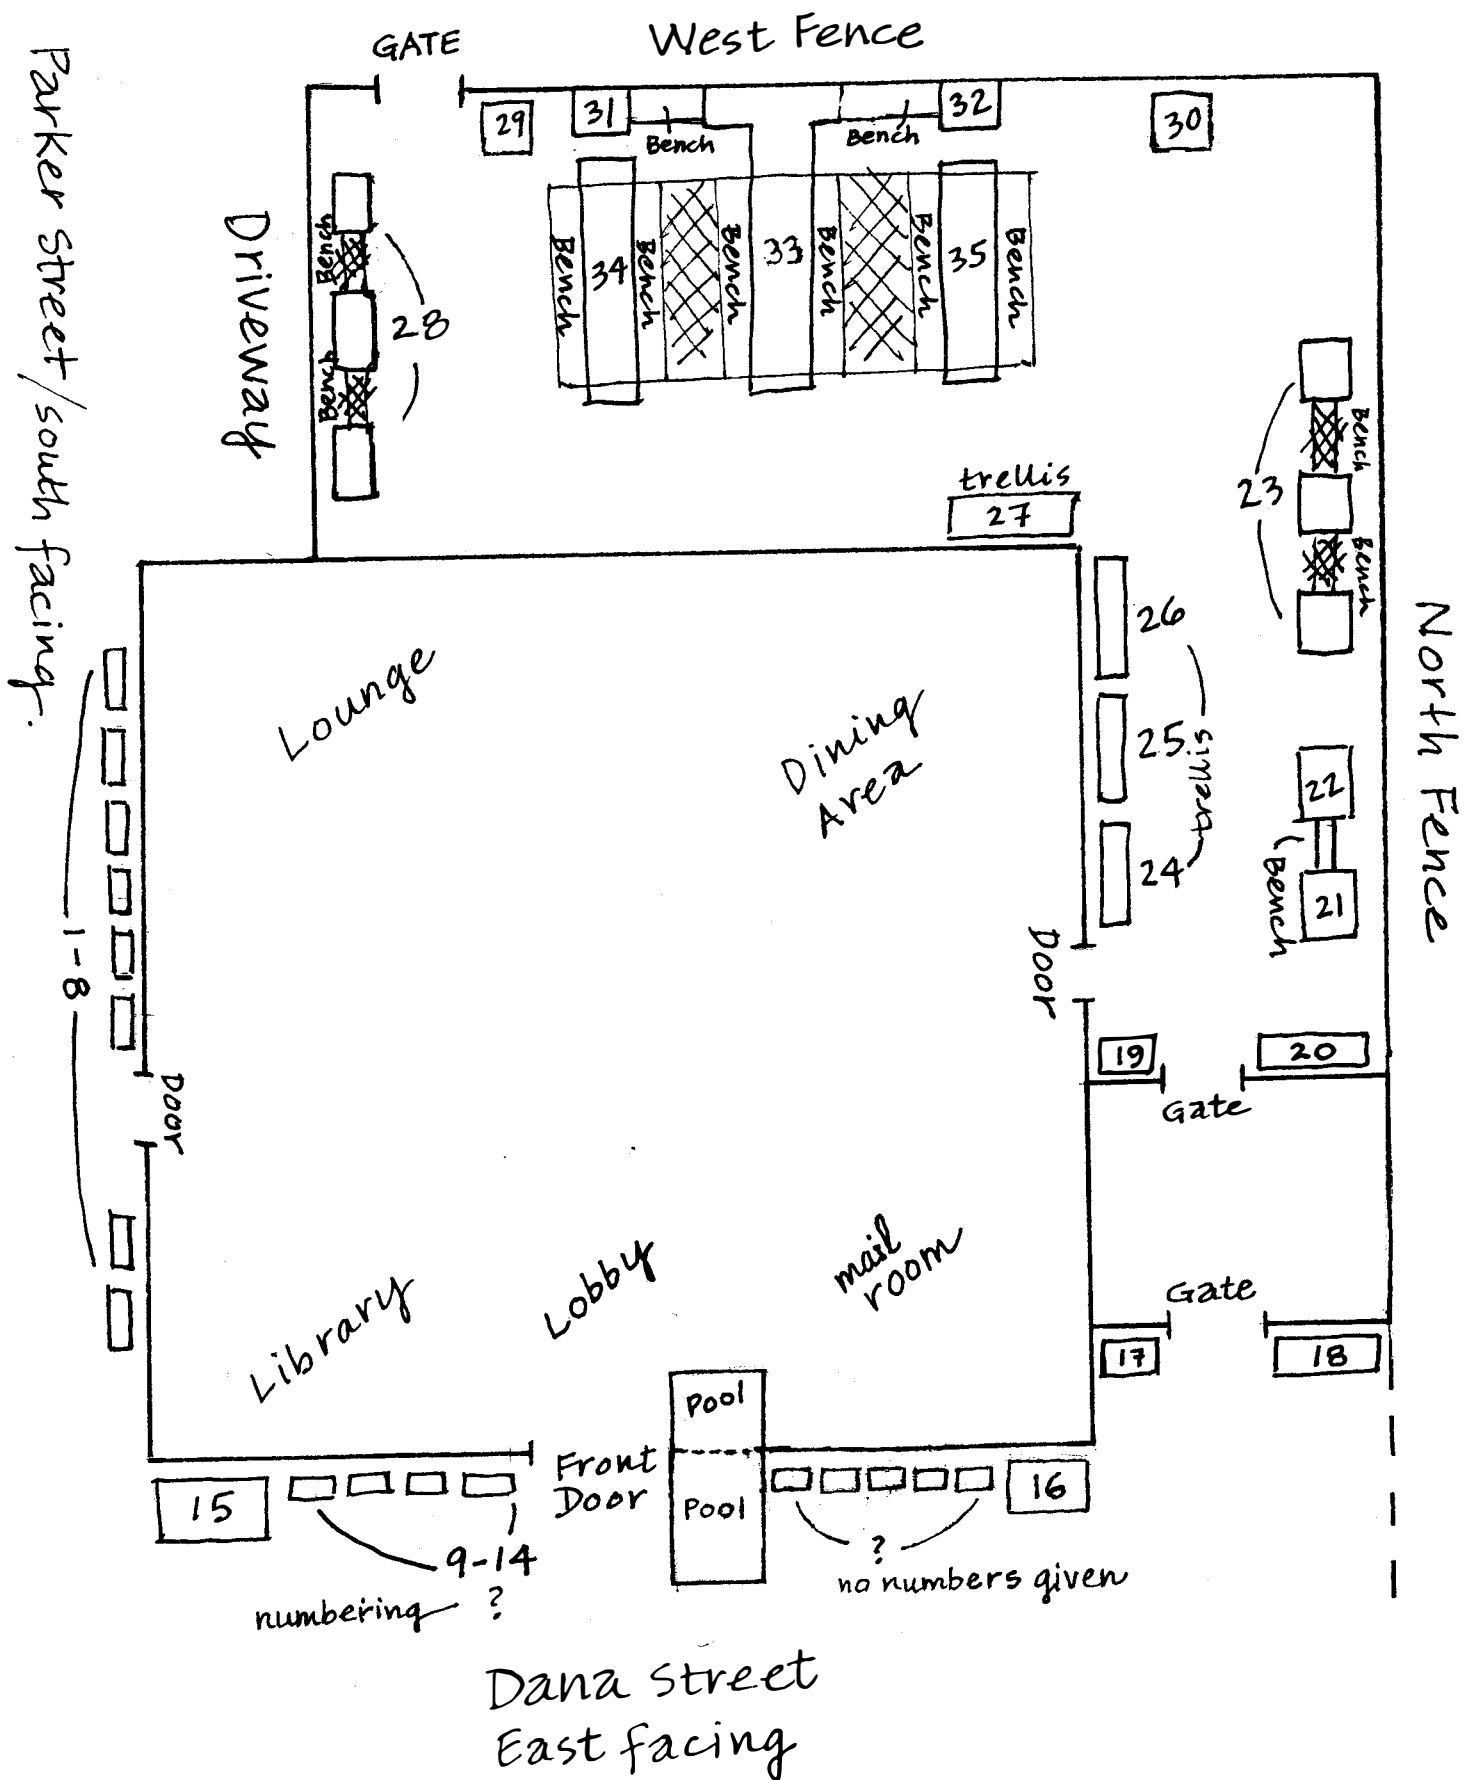 West Fence
GATE
29
31
Bench
Bench
32
30
Parker Street/south facing.
Driveway
Bench
Bench
28
Bench
34
Bench
Bench
33
Bench
Bench
35
Bench
trellis
27
23
Bench
Bench
North Fence
26
25
24
trellis
22
Bench
21
Lounge
Dining
Area
1-8
Door
Door
19
20
Gate
Gate
17
18
Library
Lobby
mail
room
Pool
Pool
Front
Door
15
9-14
?
numbering
16
?
no numbers given
Dana Street
East facing